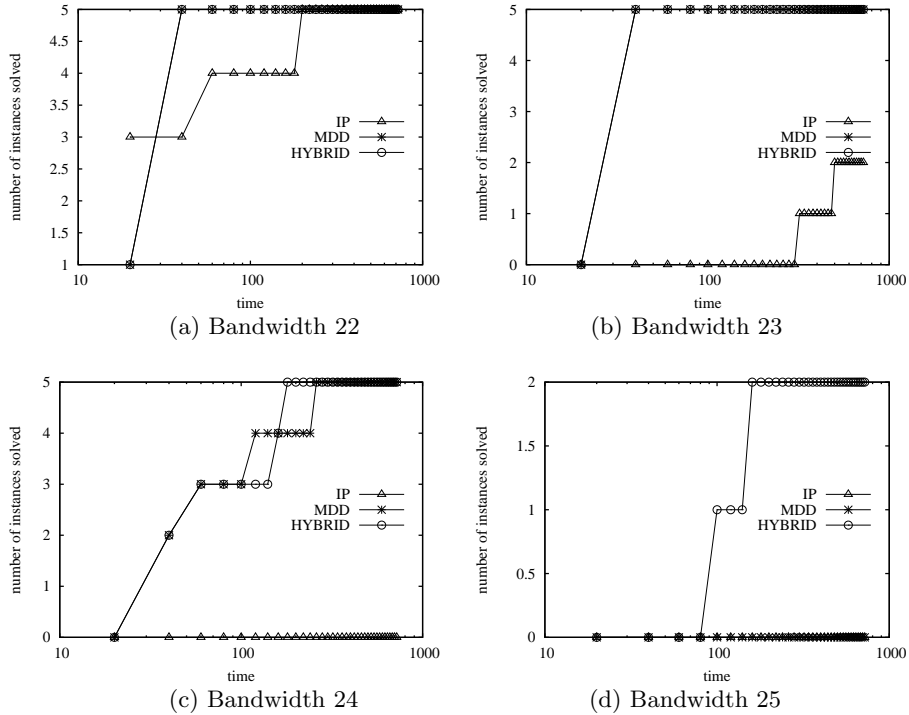 5
4.5
4
3.5
3
2.5
2
1.5
1
number of instances solved
IP
MDD
HYBRID
10
100
1000
time
(a) Bandwidth 22
5
4
3
2
1
0
number of instances solved
IP
MDD
HYBRID
10
100
1000
time
(b) Bandwidth 23
5
4
3
2
1
0
number of instances solved
IP
MDD
HYBRID
10
100
1000
time
(c) Bandwidth 24
2
1.5
1
0.5
0
number of instances solved
IP
MDD
HYBRID
10
100
1000
time
(d) Bandwidth 25